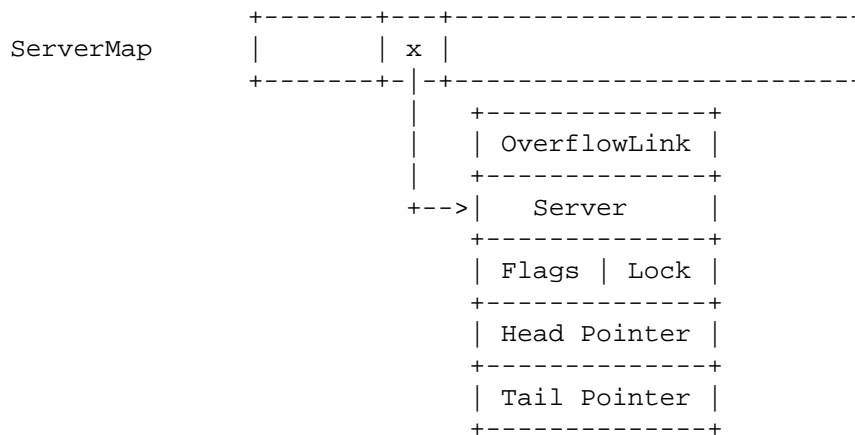 ServerMap | | x |
OverflowLink
Server
Flags | Lock
Head Pointer
Tail Pointer